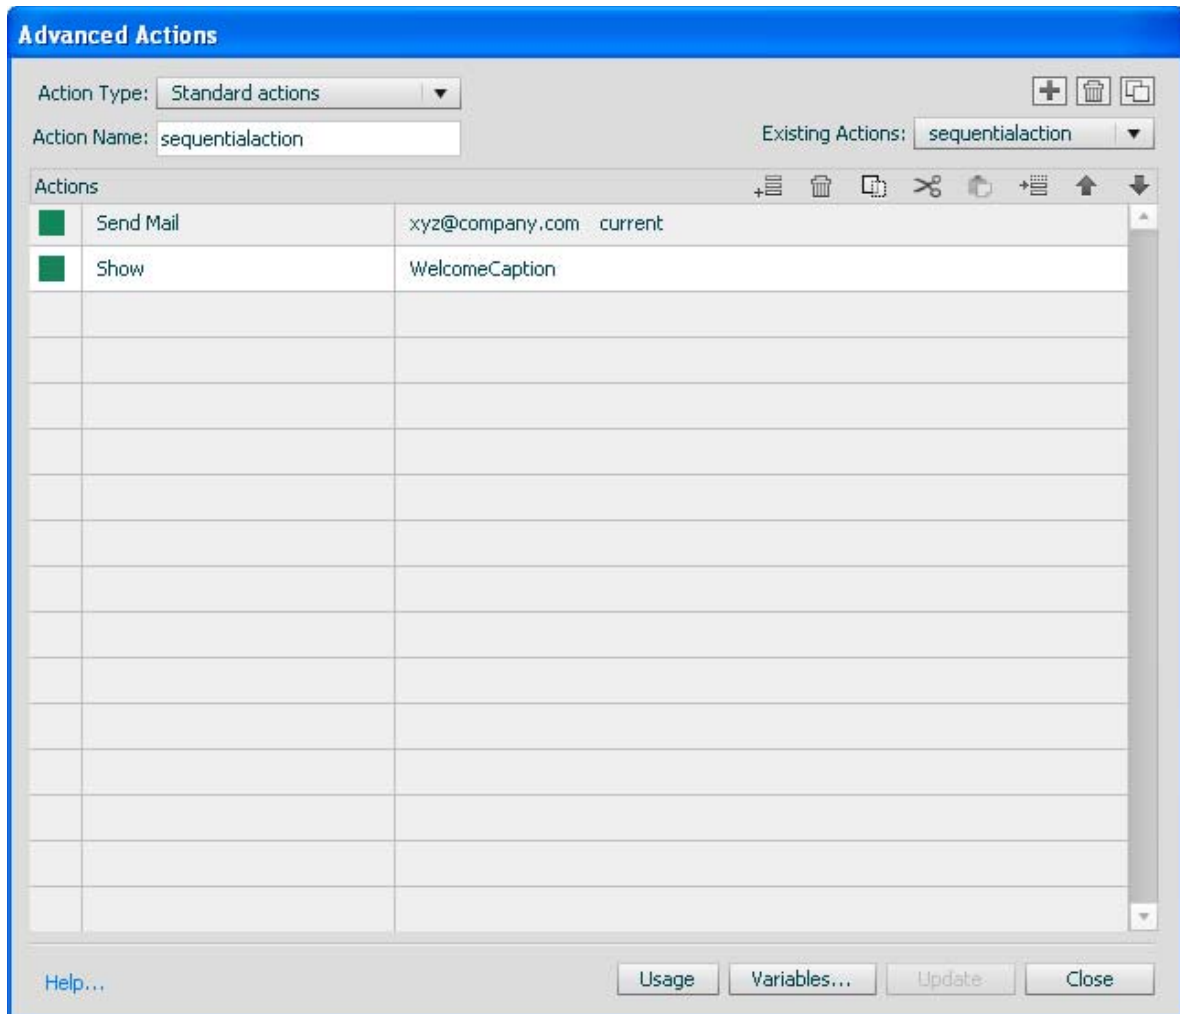 Advanced Actions
Action Type: Standard actions
Action Name: sequentialaction
Existing Actions: sequentialaction
Actions
Send Mail xyz@company.com current
Show WelcomeCaption
Help... Usage Variables... Update Close